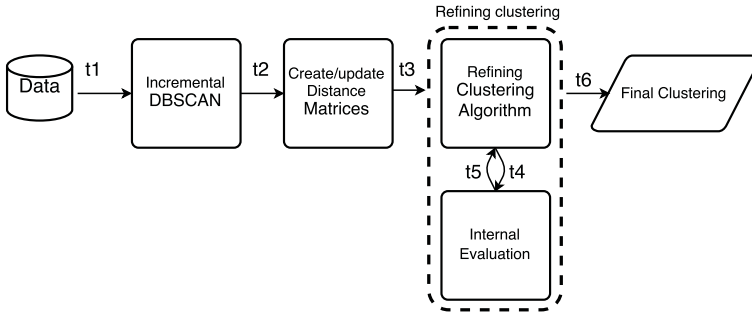 Refining clustering
Data
t1
Incremental
DBSCAN
t2
Create/update
Distance
Matrices
t3
Refining
Clustering
Algorithm
t6
Final Clustering
t5
t4
Internal
Evaluation